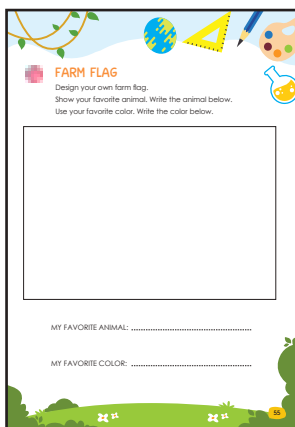 FARM FLAG
Design your own farm flag.
Show your favorite animal. Write the animal below.
Use your favorite color. Write the color below.
MY FAVORITE ANIMAL: ......................................................
MY FAVORITE COLOR: ......................................................
55